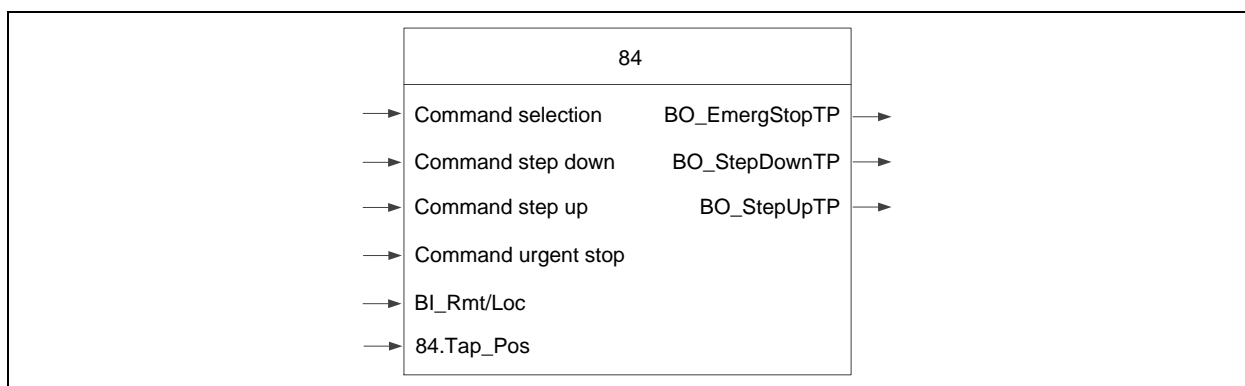 84
Command selection BO_EmergStopTP
Command step down BO_StepDownTP
Command step up BO_StepUpTP
Command urgent stop
BI_Rmt/Loc
84.Tap_Pos